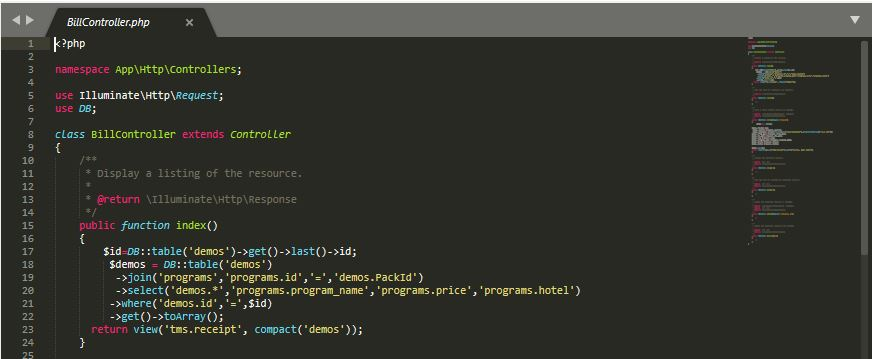 BillController.php
1 <?php
2
3 namespace App\Http\Controllers;
4
5 use Illuminate\Http\Request;
6 use DB;
7
8 class BillController extends Controller
9 {
10 /**
11 * Display a listing of the resource.
12 *
13 * @return \Illuminate\Http\Response
14 */
15 public function index()
16 {
17 $id=DB::table('demos')->get()->last()->id;
18 $demos = DB::table('demos')
19 ->join('programs','programs.id','=','demos.PackId')
20 ->select('demos.*','programs.program_name','programs.price','programs.hotel')
21 ->where('demos.id','=',$id)
22 ->get()->toArray();
23 return view('tms.receipt', compact('demos'));
24 }
25